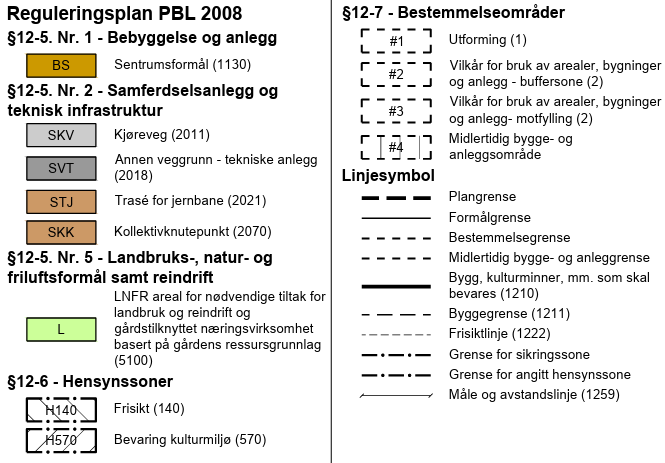 Reguleringsplan PBL 2008
§12-5. Nr. 1 - Bebyggelse og anlegg
BS Sentrumsformål (1130)
§12-5. Nr. 2 - Samferdselsanlegg og
teknisk infrastruktur
SKV Kjøreveg (2011)
SVT Annen veggrunn - tekniske anlegg
(2018)
STJ Trasé for jernbane (2021)
SKK Kollektivknutepunkt (2070)
§12-5. Nr. 5 - Landbruks-, natur- og
friluftsformål samt reindrift
LNFR areal for nødvendige tiltak for
landbruk og reindrift og
L gårdstilknyttet næringsvirksomhet
basert på gårdens ressursgrunnlag
(5100)
§12-6 - Hensynssoner
H140 Frisikt (140)
H570 Bevaring kulturmiljø (570)
§12-7 - Bestemmelseområder
#1 Utforming (1)
#2 Vilkår for bruk av arealer, bygninger
og anlegg - buffersone (2)
#3 Vilkår for bruk av arealer, bygninger
og anlegg- motfylling (2)
#4 Midlertidig bygge- og
anleggsområde
Linjesymbol
Plangrense
Formålgrense
Bestemmelsegrense
Midlertidig bygge- og anleggrense
Bygg, kulturminner, mm. som skal
bevares (1210)
Byggegrense (1211)
Frisiktlinje (1222)
Grense for sikringssone
Grense for angitt hensynssone
Måle og avstandslinje (1259)